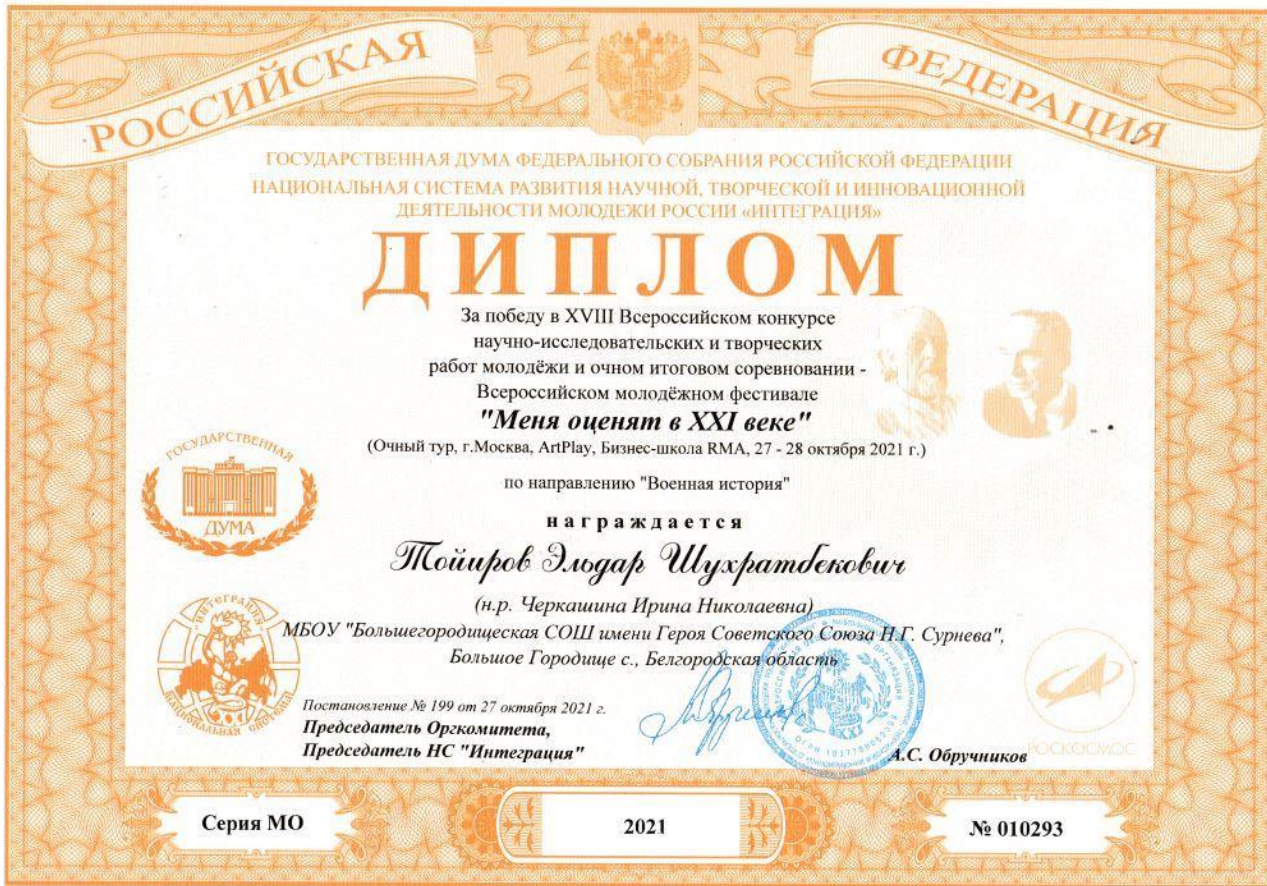 РОССИЙСКАЯ ФЕДЕРАЦИЯ
ГОСУДАРСТВЕННАЯ ДУМА ФЕДЕРАЛЬНОГО СОБРАНИЯ РОССИЙСКОЙ ФЕДЕРАЦИИ
НАЦИОНАЛЬНАЯ СИСТЕМА РАЗВИТИЯ НАУЧНОЙ, ТВОРЧЕСКОЙ И ИННОВАЦИОННОЙ
ДЕЯТЕЛЬНОСТИ МОЛОДЕЖИ РОССИИ «ИНТЕГРАЦИЯ»
ДИПЛОМ
За победу в XVIII Всероссийском конкурсе
научно-исследовательских и творческих
работ молодёжи и очном итоговом соревновании -
Всероссийском молодёжном фестивале
"Меня оценят в XXI веке"
(Очный тур, г.Москва, ArtPlay, Бизнес-школа RMA, 27 - 28 октября 2021 г.)
по направлению "Военная история"
награждается
Тойиров Эльдар Шухратбекович
(н.р. Черкашина Ирина Николаевна)
МБОУ "Большегородищеская СОШ имени Героя Советского Союза Н.Г. Сурнева",
Большое Городище с., Белгородская область
ГОСУДАРСТВЕННАЯ
ДУМА
ИНТЕГРАЦИЯ
НАЦИОНАЛЬНАЯ СИСТЕМА
Постановление № 199 от 27 октября 2021 г.
Председатель Оргкомитета,
Председатель НС "Интеграция"
А.С. Обручников
XXI
РОСКОСМОС
Серия МО
2021
№ 010293